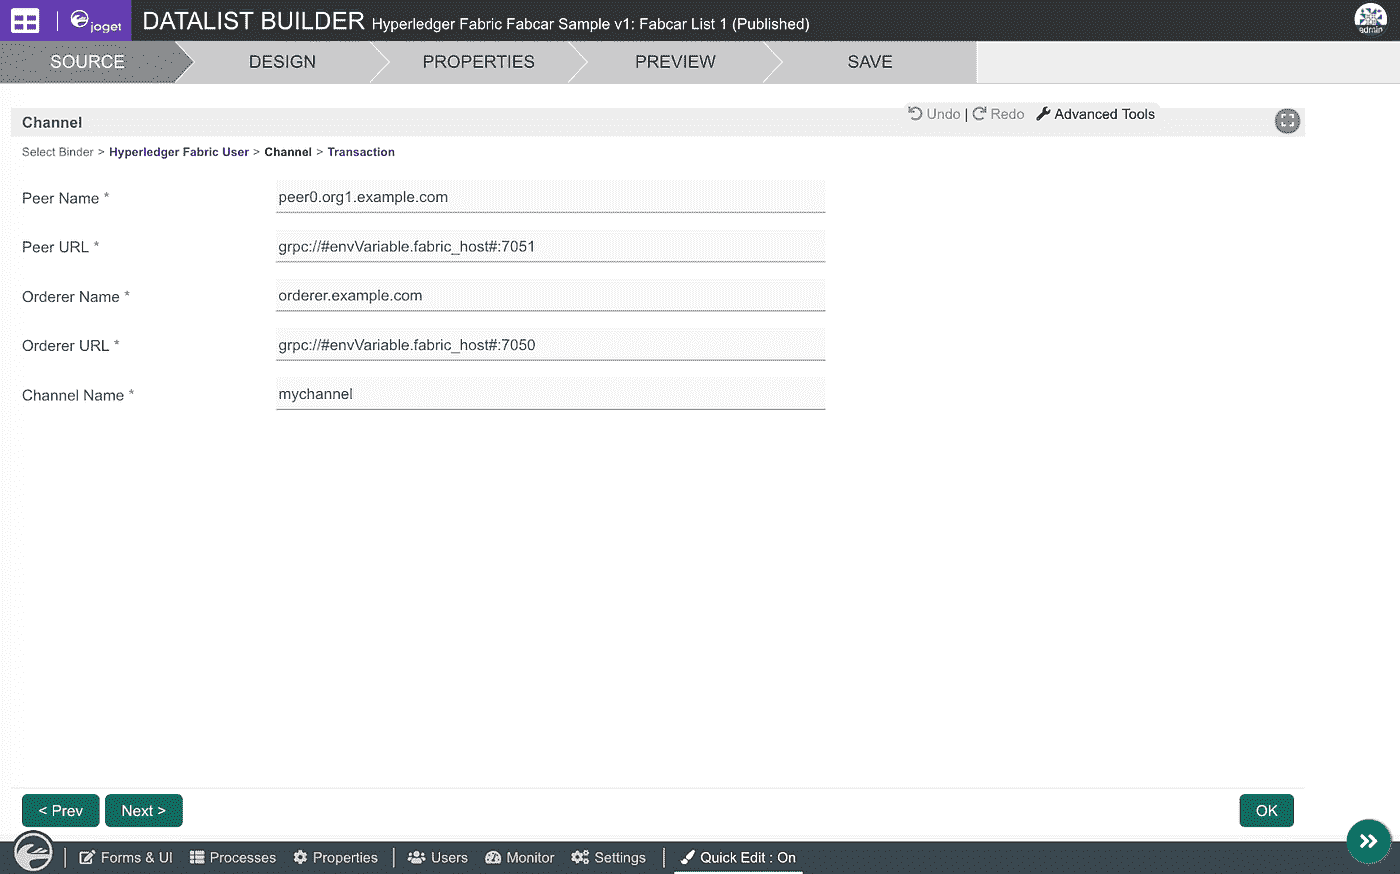 joget DATALIST BUILDER Hyperledger Fabric Fabcar Sample v1: Fabcar List 1 (Published) admin
SOURCE DESIGN PROPERTIES PREVIEW SAVE
Undo | Redo Advanced Tools
Channel
Select Binder > Hyperledger Fabric User > Channel > Transaction
Peer Name * peer0.org1.example.com
Peer URL * grpc://#envVariable.fabric_host#:7051
Orderer Name * orderer.example.com
Orderer URL * grpc://#envVariable.fabric_host#:7050
Channel Name * mychannel
< Prev Next > OK
Forms & UI Processes Properties Users Monitor Settings Quick Edit : On